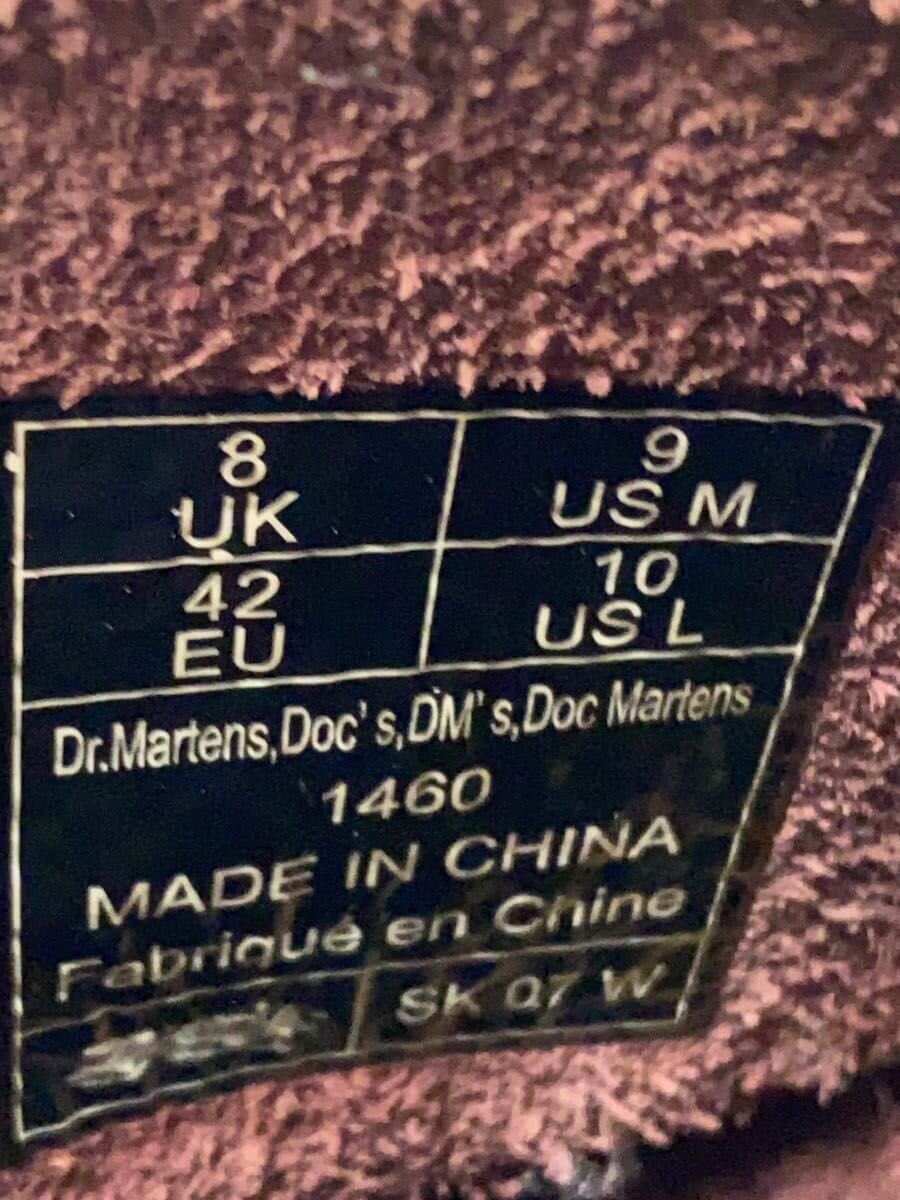 8
UK
9
US M
42
EU
10
US L
Dr.Martens,Doc's,DM's,Doc Martens
1460
MADE IN CHINA
Fabriqué en Chine
SK 07 W